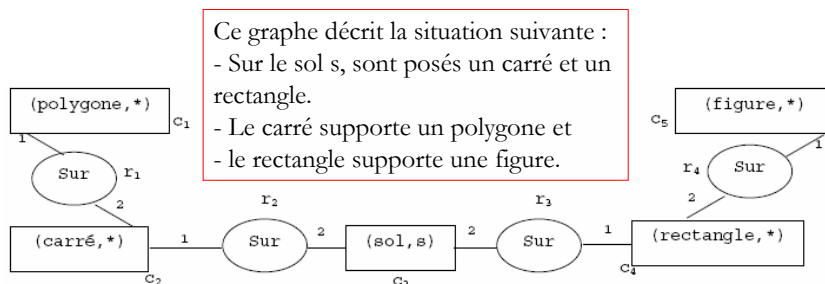 Ce graphe décrit la situation suivante :
- Sur le sol s, sont posés un carré et un
rectangle.
- Le carré supporte un polygone et
- le rectangle supporte une figure.
(polygone,*)
C1
1
Sur
r1
2
(carré,*)
C2
1
r2
Sur
2
(sol,s)
2
r3
Sur
1
(rectangle,*)
C4
2
r4
Sur
1
C5
(figure,*)